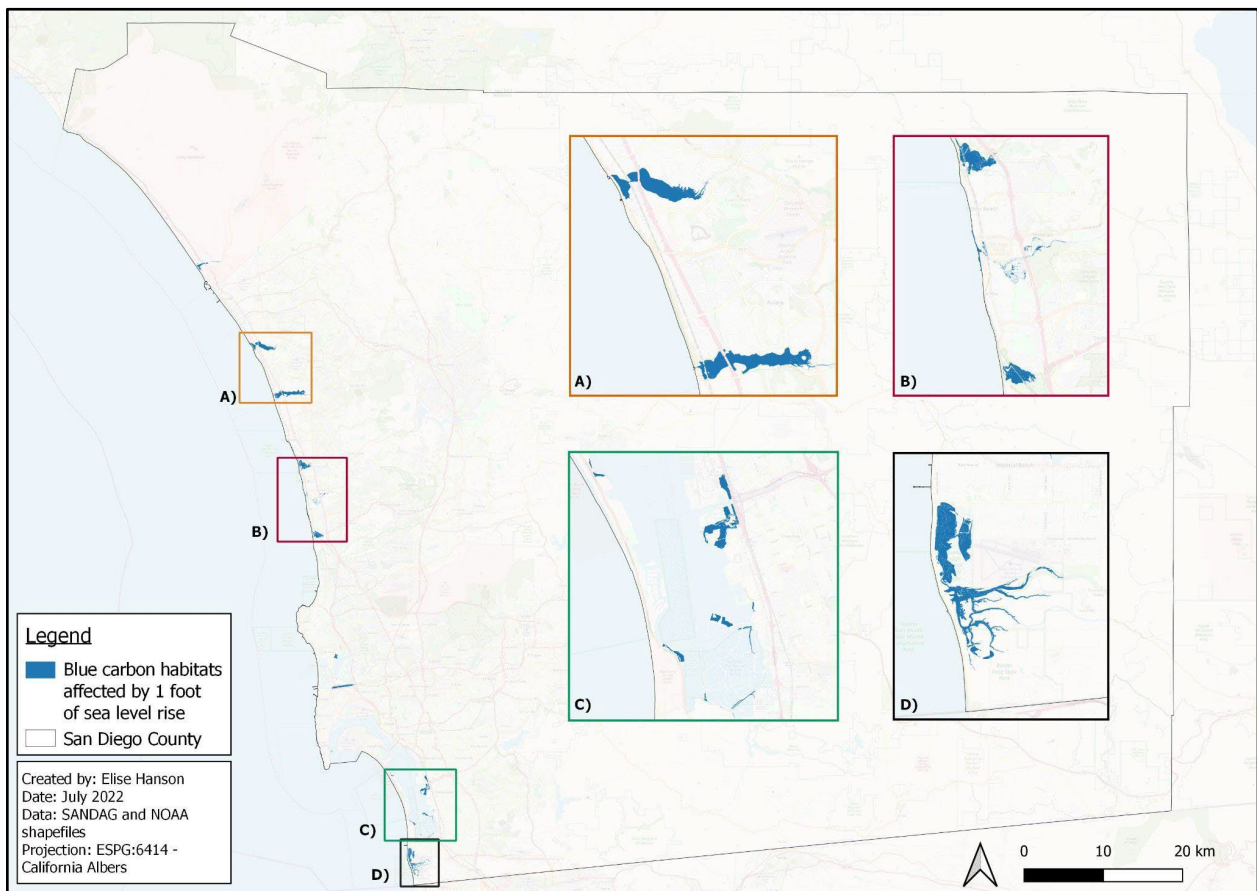 A)
B)
C)
D)
A)
B)
C)
D)
Legend
Blue carbon habitats
affected by 1 foot
of sea level rise
San Diego County
Created by: Elise Hanson
Date: July 2022
Data: SANDAG and NOAA
shapefiles
Projection: ESPG:6414 -
California Albers
0 10 20 km